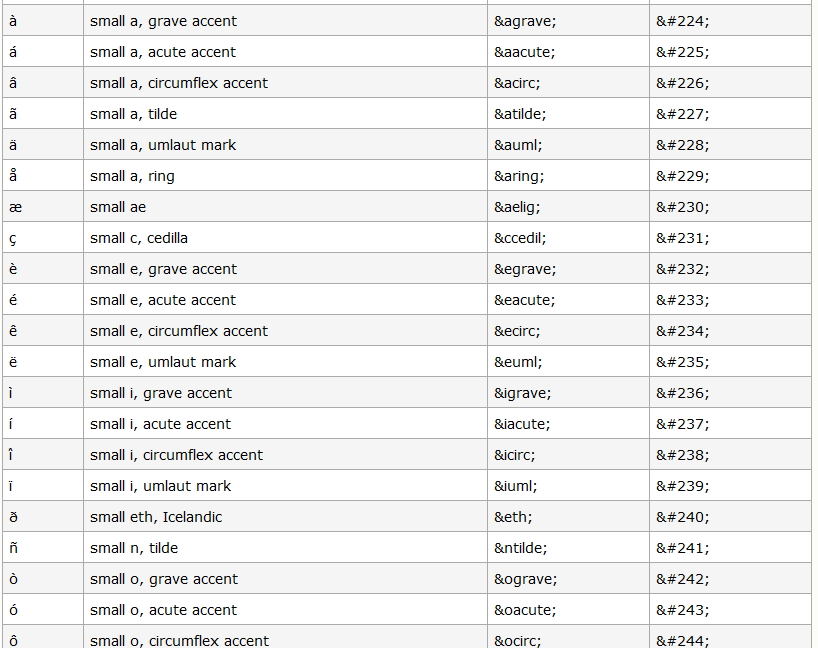 à small a, grave accent &agrave; &#224;
á small a, acute accent &aacute; &#225;
â small a, circumflex accent &acirc; &#226;
ã small a, tilde &atilde; &#227;
ä small a, umlaut mark &auml; &#228;
å small a, ring &aring; &#229;
æ small ae &aelig; &#230;
ç small c, cedilla &ccedil; &#231;
è small e, grave accent &egrave; &#232;
é small e, acute accent &eacute; &#233;
ê small e, circumflex accent &ecirc; &#234;
ë small e, umlaut mark &euml; &#235;
ì small i, grave accent &igrave; &#236;
í small i, acute accent &iacute; &#237;
î small i, circumflex accent &icirc; &#238;
ï small i, umlaut mark &iuml; &#239;
ð small eth, Icelandic &eth; &#240;
ñ small n, tilde &ntilde; &#241;
ò small o, grave accent &ograve; &#242;
ó small o, acute accent &oacute; &#243;
ô small o, circumflex accent &ocirc; &#244;